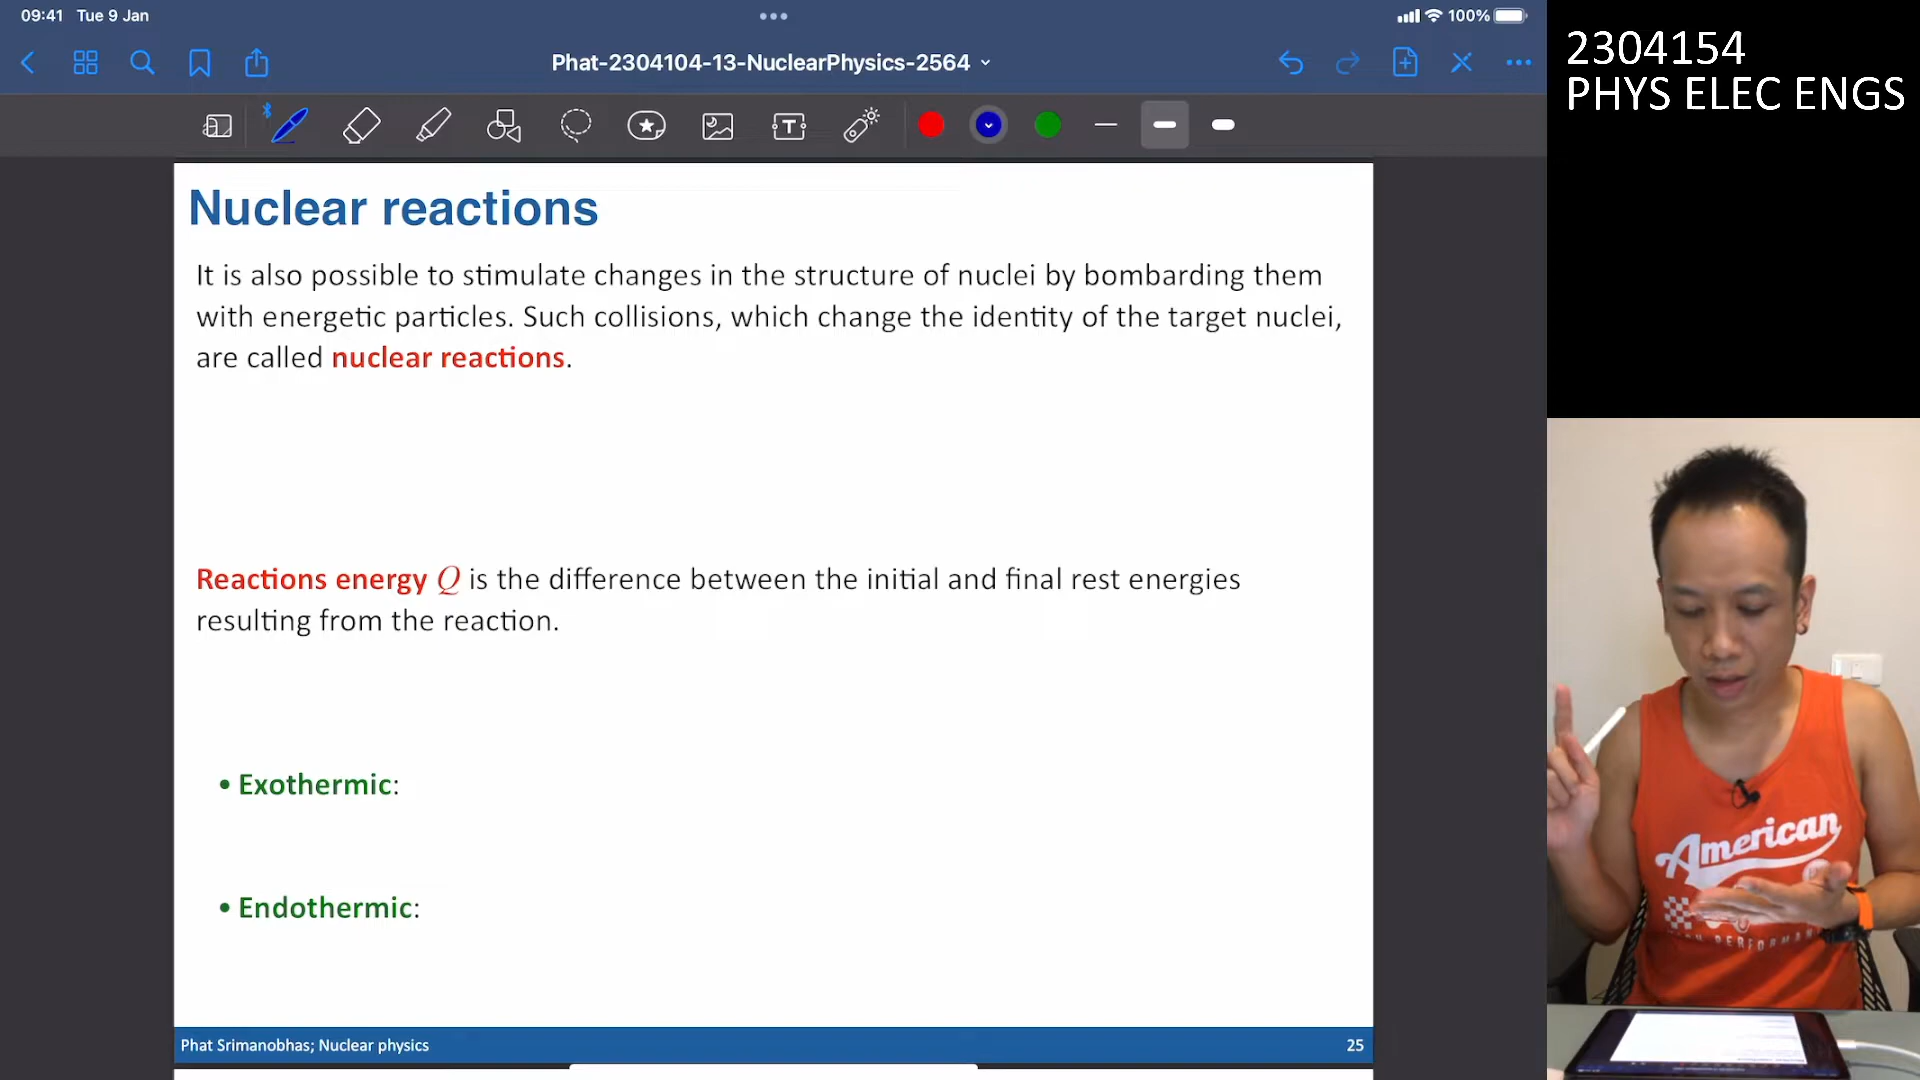 09:41 Tue 9 Jan
100%
Phat-2304104-13-NuclearPhysics-2564
2304154
PHYS ELEC ENGS
Nuclear reactions
It is also possible to stimulate changes in the structure of nuclei by bombarding them
with energetic particles. Such collisions, which change the identity of the target nuclei,
are called nuclear reactions.
Reactions energy Q is the difference between the initial and final rest energies
resulting from the reaction.
• Exothermic:
• Endothermic:
Phat Srimanobhas; Nuclear physics
25
American